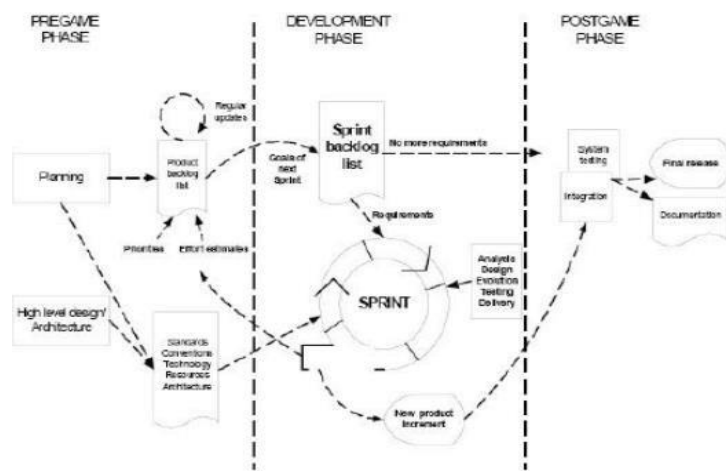 PREGAME
PHASE
DEVELOPMENT
PHASE
POSTGAME
PHASE
Regular
updates
Planning
Product
backlog
list
Goals of
next
Sprint
Sprint
backlog
list
No more requirements
System
testing
Integration
Final release
Documentation
Priorities
Effort estimates
Requirements
SPRINT
Analysis
Design
Evolution
Testing
Delivery
High level design/
Architecture
Standards
Conventions
Technology
Resources
Architecture
New product
increment